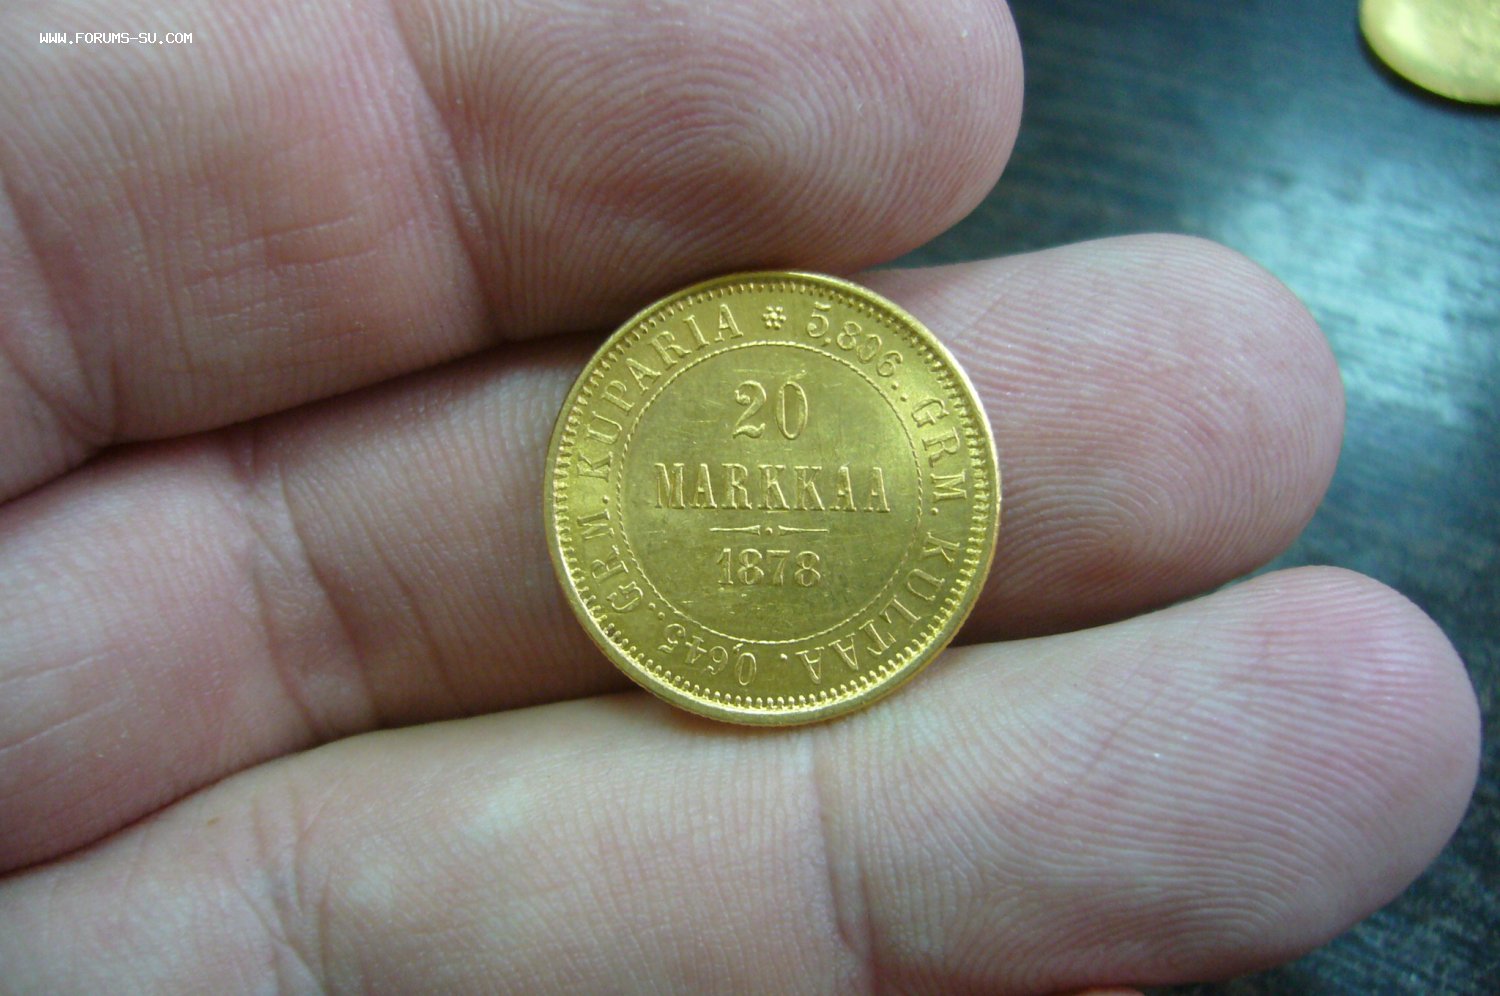 WWW.FORUMS-SU.COM
20
MARKKAA
1878
* 5,806.. GRM. KULTAA. 0,645.. GRM. KUPARIA